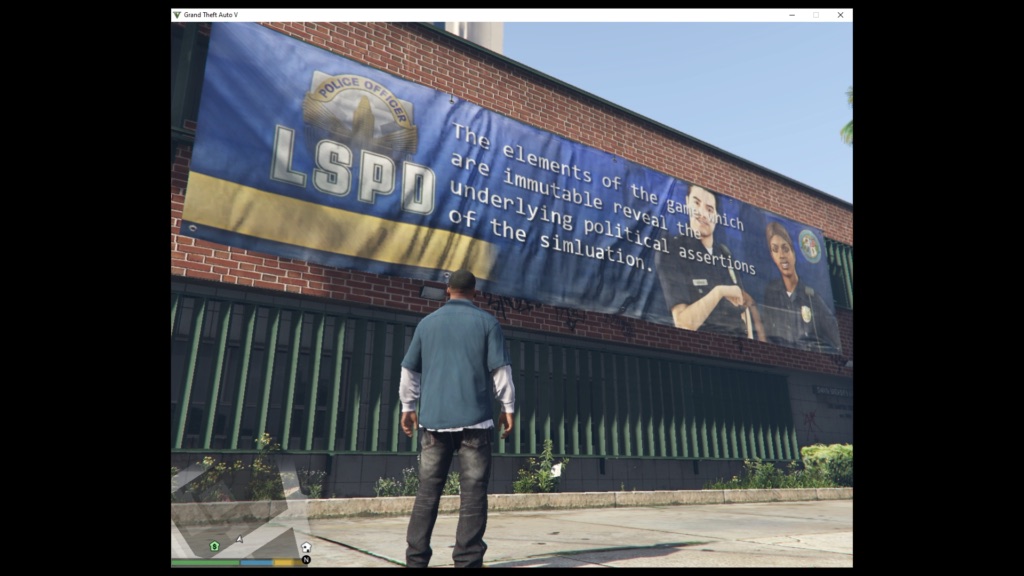 Grand Theft Auto V
POLICE OFFICER
LSPD
The elements of the game which
are immutable reveal the
underlying political assertions
of the simluation.
N